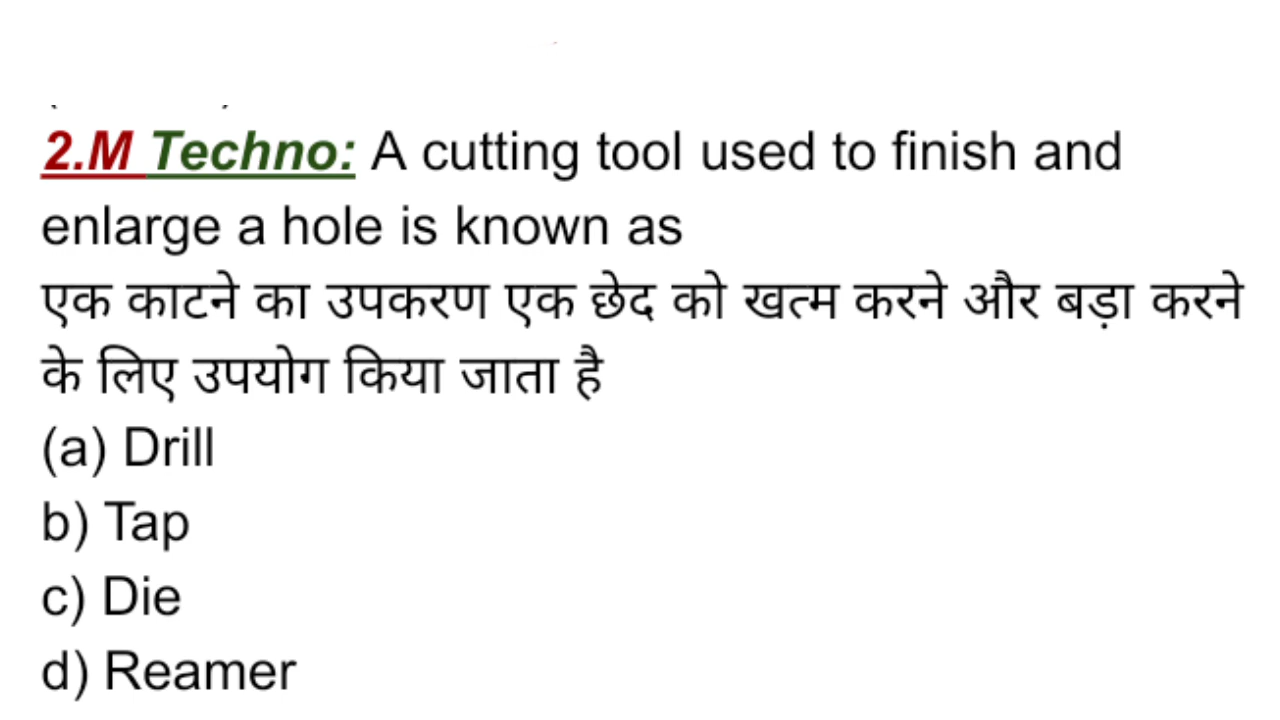 2.M Techno: A cutting tool used to finish and
enlarge a hole is known as
एक काटने का उपकरण एक छेद को खत्म करने और बड़ा करने
के लिए उपयोग किया जाता है
(a) Drill
b) Tap
c) Die
d) Reamer